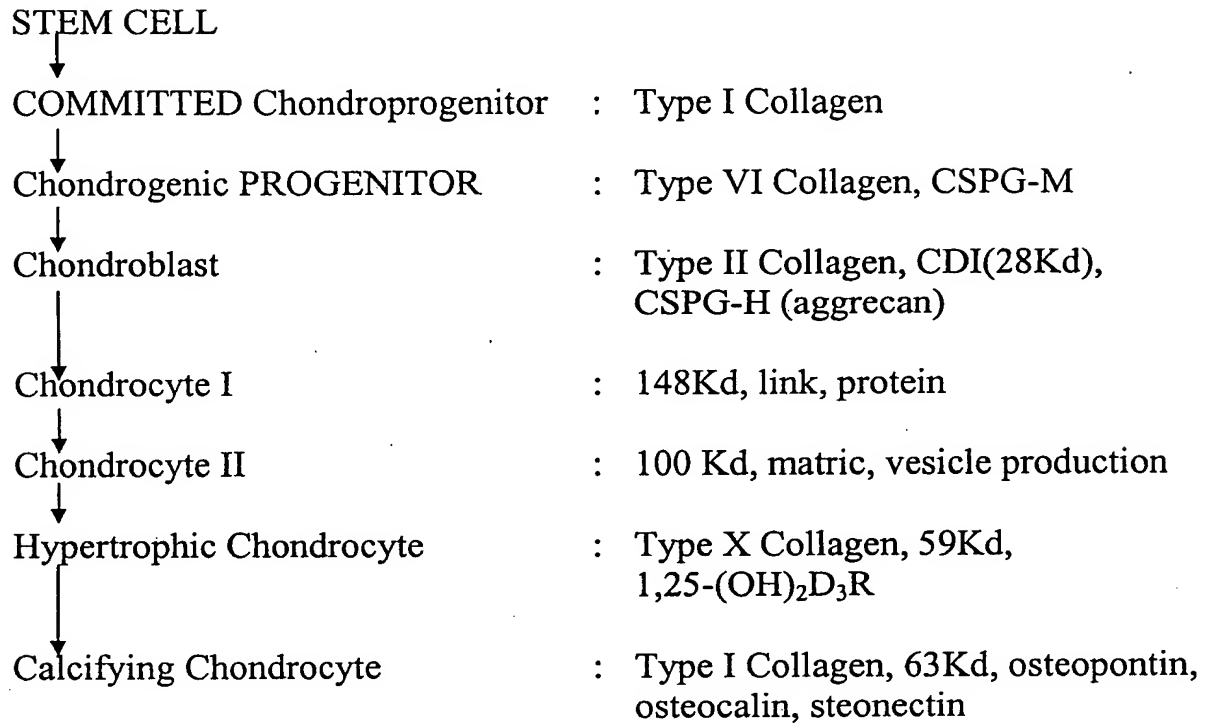 STEM CELL
COMMITTED Chondroprogenitor : Type I Collagen
Chondrogenic PROGENITOR : Type VI Collagen, CSPG-M
Chondroblast : Type II Collagen, CDI(28Kd),
CSPG-H (aggrecan)
Chondrocyte I : 148Kd, link, protein
Chondrocyte II : 100 Kd, matric, vesicle production
Hypertrophic Chondrocyte : Type X Collagen, 59Kd,
1,25-(OH)₂D₃R
Calcifying Chondrocyte : Type I Collagen, 63Kd, osteopontin,
osteocalin, steonectin